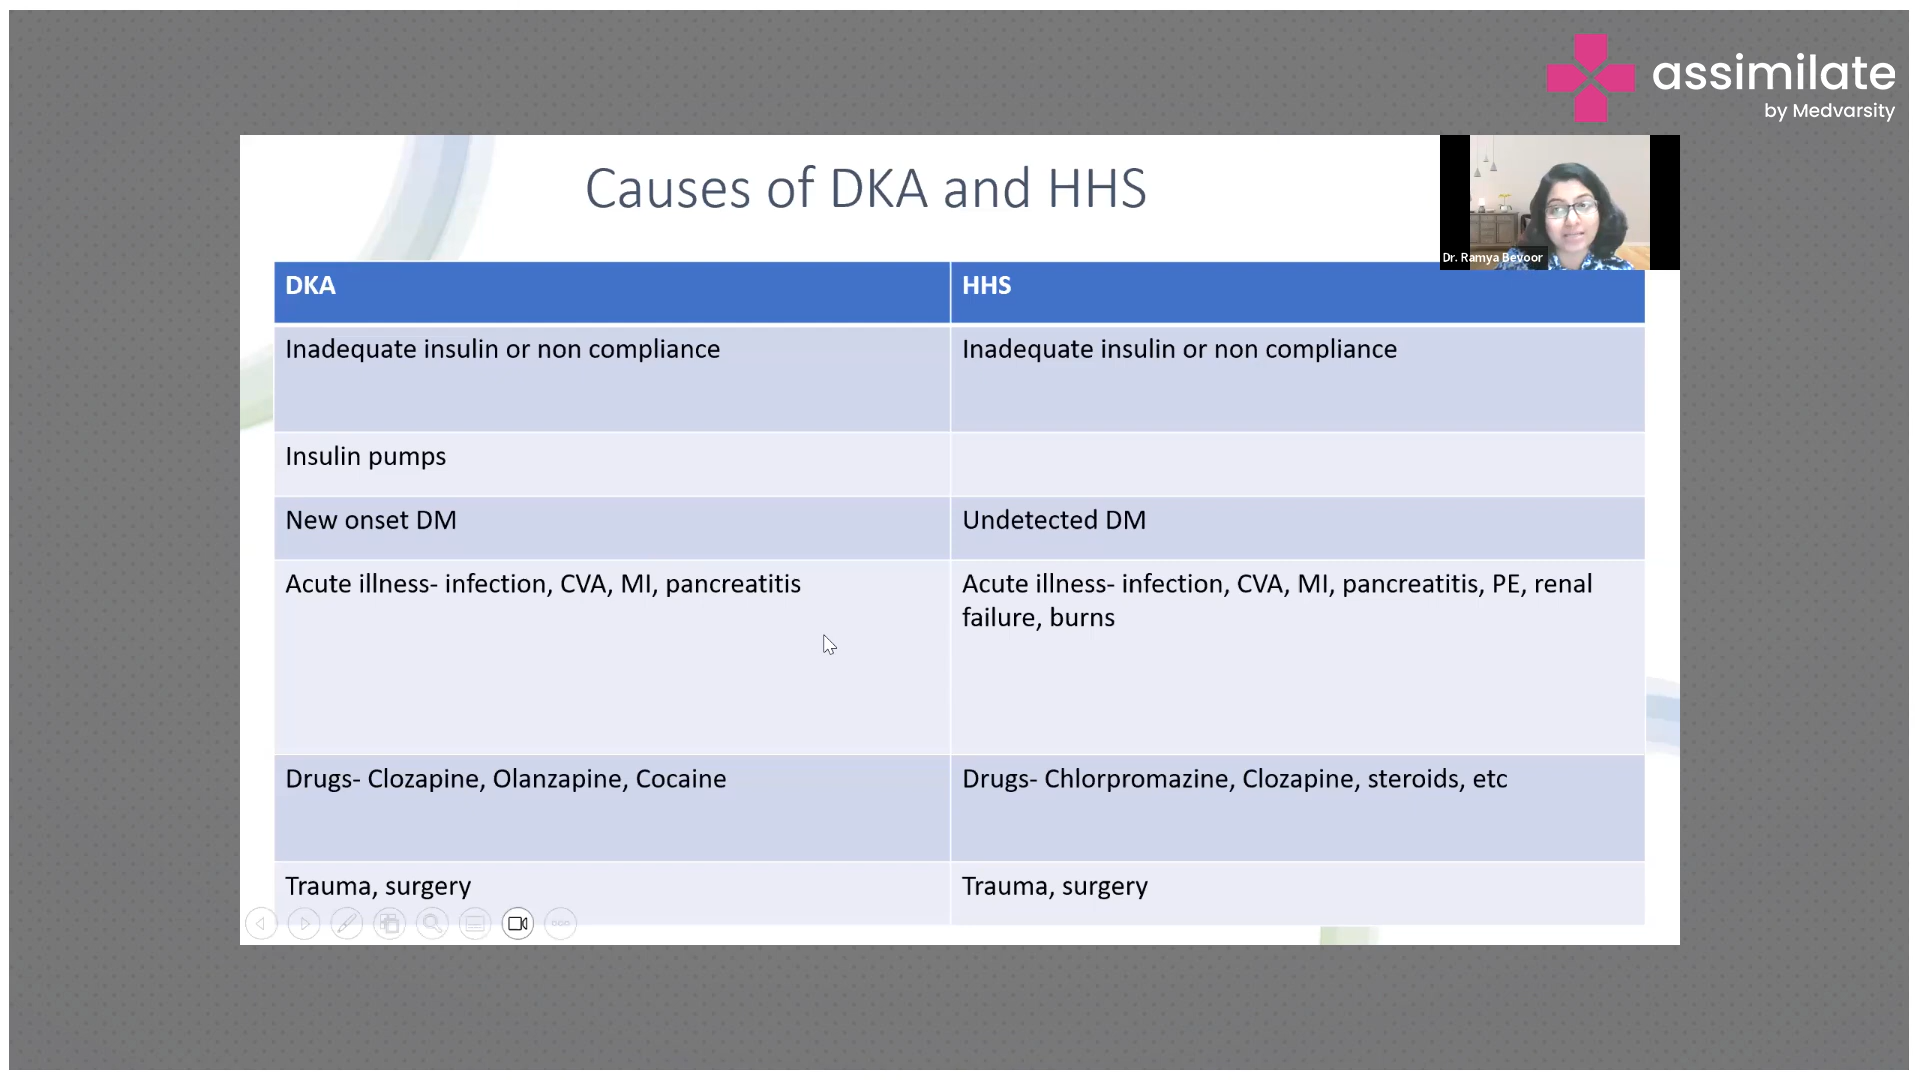 assimilate
by Medvarsity
Causes of DKA and HHS
Dr. Ramya Bevoor
DKA
HHS
Inadequate insulin or non compliance
Inadequate insulin or non compliance
Insulin pumps
New onset DM
Undetected DM
Acute illness- infection, CVA, MI, pancreatitis
Acute illness- infection, CVA, MI, pancreatitis, PE, renal
failure, burns
Drugs- Clozapine, Olanzapine, Cocaine
Drugs- Chlorpromazine, Clozapine, steroids, etc
Trauma, surgery
Trauma, surgery